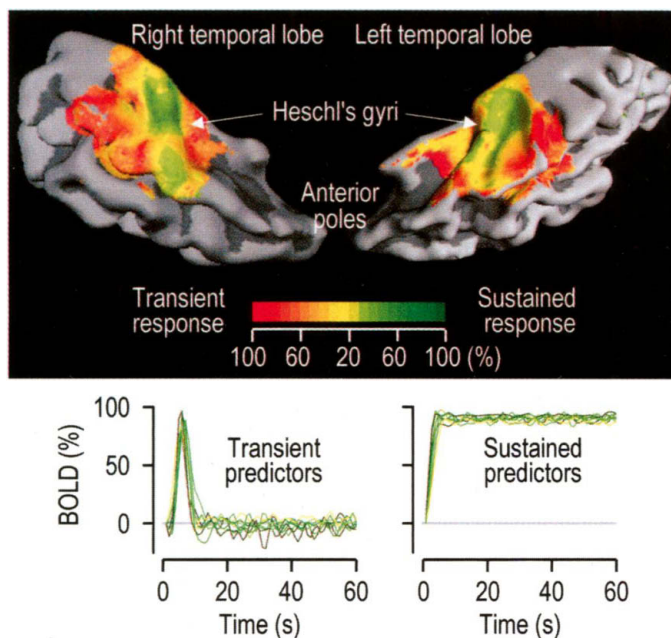 Right temporal lobe Left temporal lobe
Heschl's gyri
Anterior
poles
Transient
response
Sustained
response
100 60 20 60 100 (%)
BOLD (%)
100
50
0
Transient
predictors
0 20 40 60
Time (s)
Sustained
predictors
0 20 40 60
Time (s)